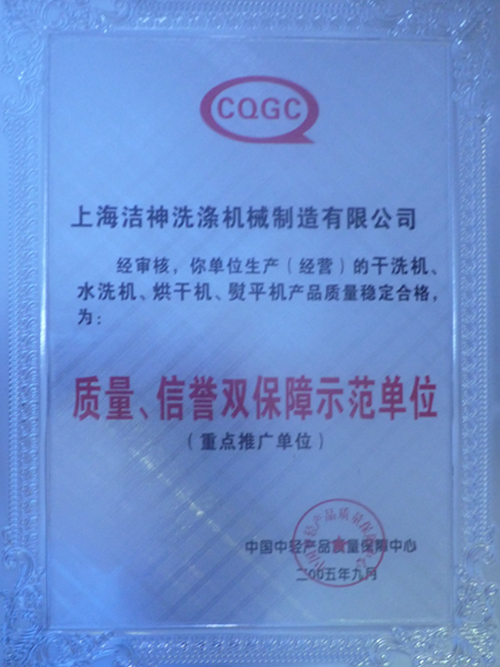 CQGC
上海洁神洗涤机械制造有限公司
经审核，你单位生产（经营）的干洗机、
水洗机、烘干机、熨平机产品质量稳定合格，
为：
质量、信誉双保障示范单位
（重点推广单位）
中国中轻产品质量保障中心
二00五年九月